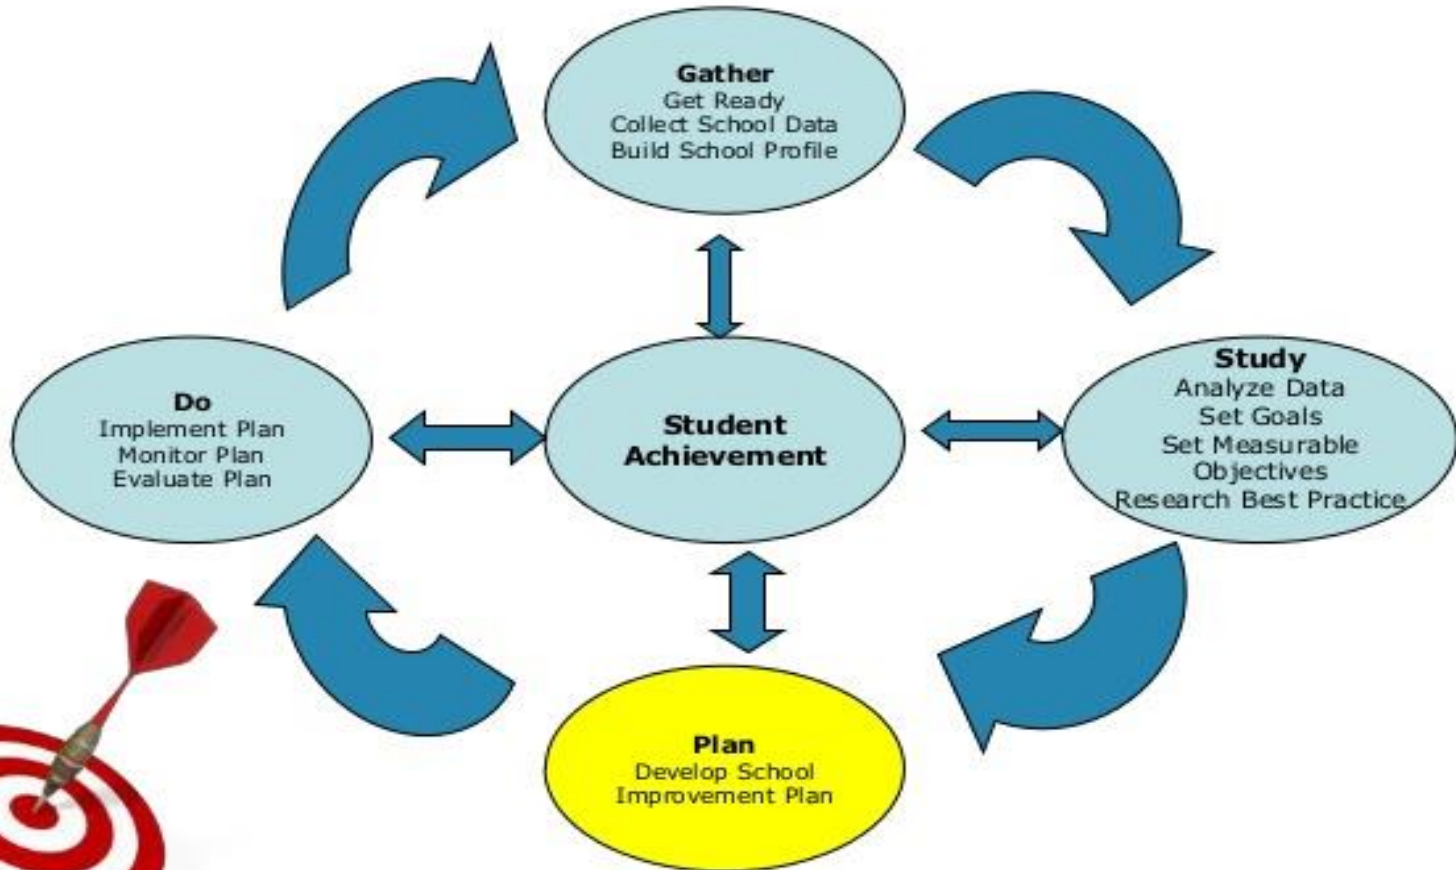 Gather
Get Ready
Collect School Data
Build School Profile
Do
Implement Plan
Monitor Plan
Evaluate Plan
Student
Achievement
Study
Analyze Data
Set Goals
Set Measurable
Objectives
Research Best Practice
Plan
Develop School
Improvement Plan